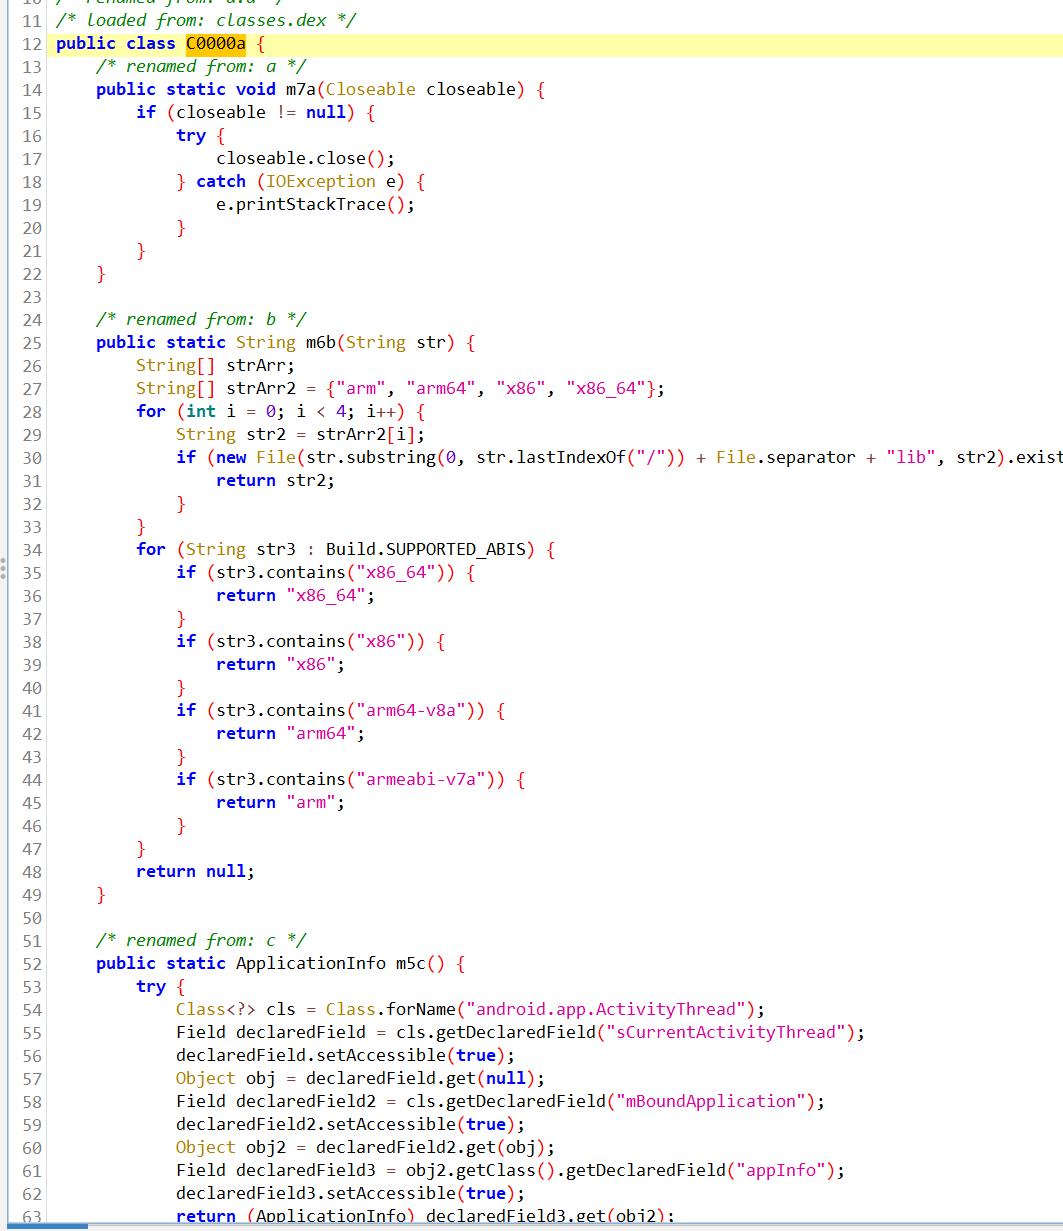 10 /* renamed from: a.a */
11 /* loaded from: classes.dex */
12 public class C0000a {
13 /* renamed from: a */
14 public static void m7a(Closeable closeable) {
15 if (closeable != null) {
16 try {
17 closeable.close();
18 } catch (IOException e) {
19 e.printStackTrace();
20 }
21 }
22 }
23
24 /* renamed from: b */
25 public static String m6b(String str) {
26 String[] strArr;
27 String[] strArr2 = {"arm", "arm64", "x86", "x86_64"};
28 for (int i = 0; i < 4; i++) {
29 String str2 = strArr2[i];
30 if (new File(str.substring(0, str.lastIndexOf("/")) + File.separator + "lib", str2).exist
31 return str2;
32 }
33 }
34 for (String str3 : Build.SUPPORTED_ABIS) {
35 if (str3.contains("x86_64")) {
36 return "x86_64";
37 }
38 if (str3.contains("x86")) {
39 return "x86";
40 }
41 if (str3.contains("arm64-v8a")) {
42 return "arm64";
43 }
44 if (str3.contains("armeabi-v7a")) {
45 return "arm";
46 }
47 }
48 return null;
49 }
50
51 /* renamed from: c */
52 public static ApplicationInfo m5c() {
53 try {
54 Class<?> cls = Class.forName("android.app.ActivityThread");
55 Field declaredField = cls.getDeclaredField("sCurrentActivityThread");
56 declaredField.setAccessible(true);
57 Object obj = declaredField.get(null);
58 Field declaredField2 = cls.getDeclaredField("mBoundApplication");
59 declaredField2.setAccessible(true);
60 Object obj2 = declaredField2.get(obj);
61 Field declaredField3 = obj2.getClass().getDeclaredField("appInfo");
62 declaredField3.setAccessible(true);
63 return (ApplicationInfo) declaredField3.get(obj2);